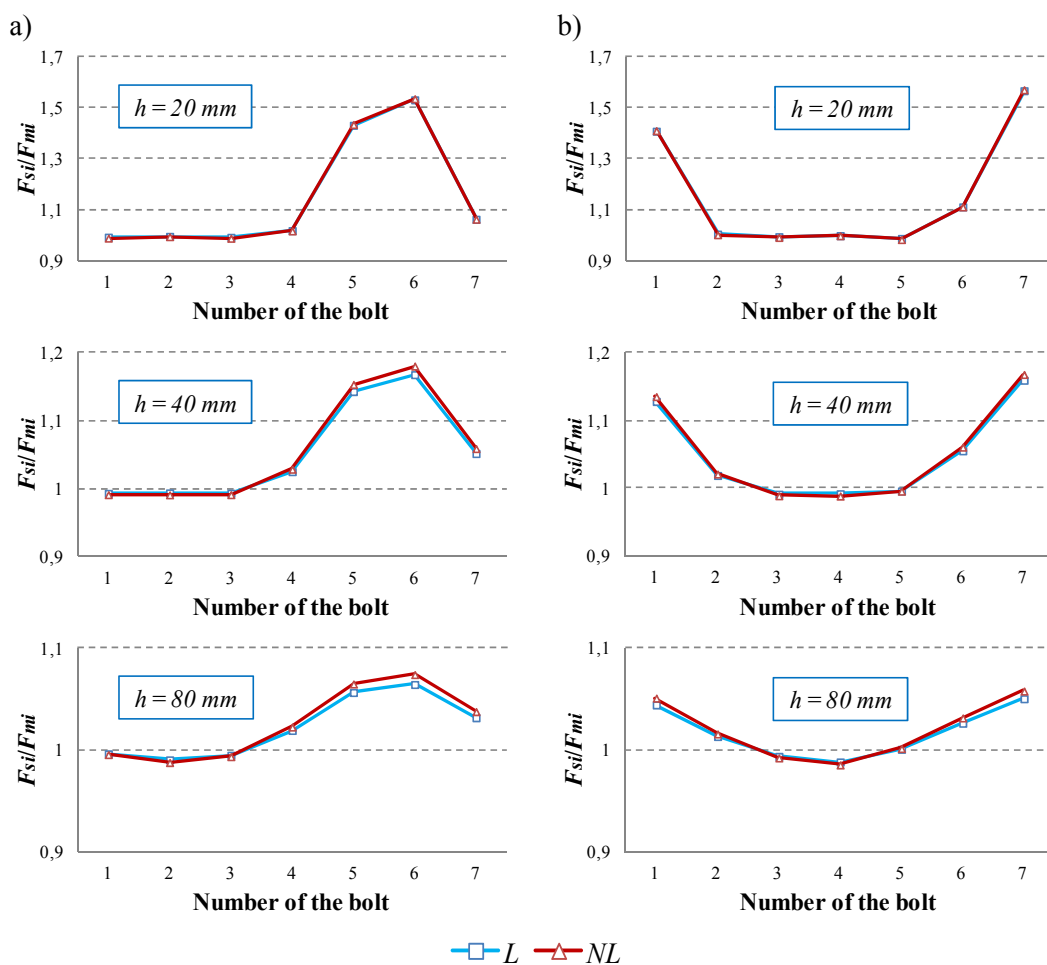 a)
1,7
1,5
1,3
1,1
0,9
Fsi/Fmi
h = 20 mm
1 2 3 4 5 6 7
Number of the bolt
b)
1,7
1,5
1,3
1,1
0,9
Fsi/Fmi
h = 20 mm
1 2 3 4 5 6 7
Number of the bolt
1,2
1,1
1
0,9
Fsi/Fmi
h = 40 mm
1 2 3 4 5 6 7
Number of the bolt
1,2
1,1
1
0,9
Fsi/Fmi
h = 40 mm
1 2 3 4 5 6 7
Number of the bolt
1,1
1
0,9
Fsi/Fmi
h = 80 mm
1 2 3 4 5 6 7
Number of the bolt
1,1
1
0,9
Fsi/Fmi
h = 80 mm
1 2 3 4 5 6 7
Number of the bolt
L NL